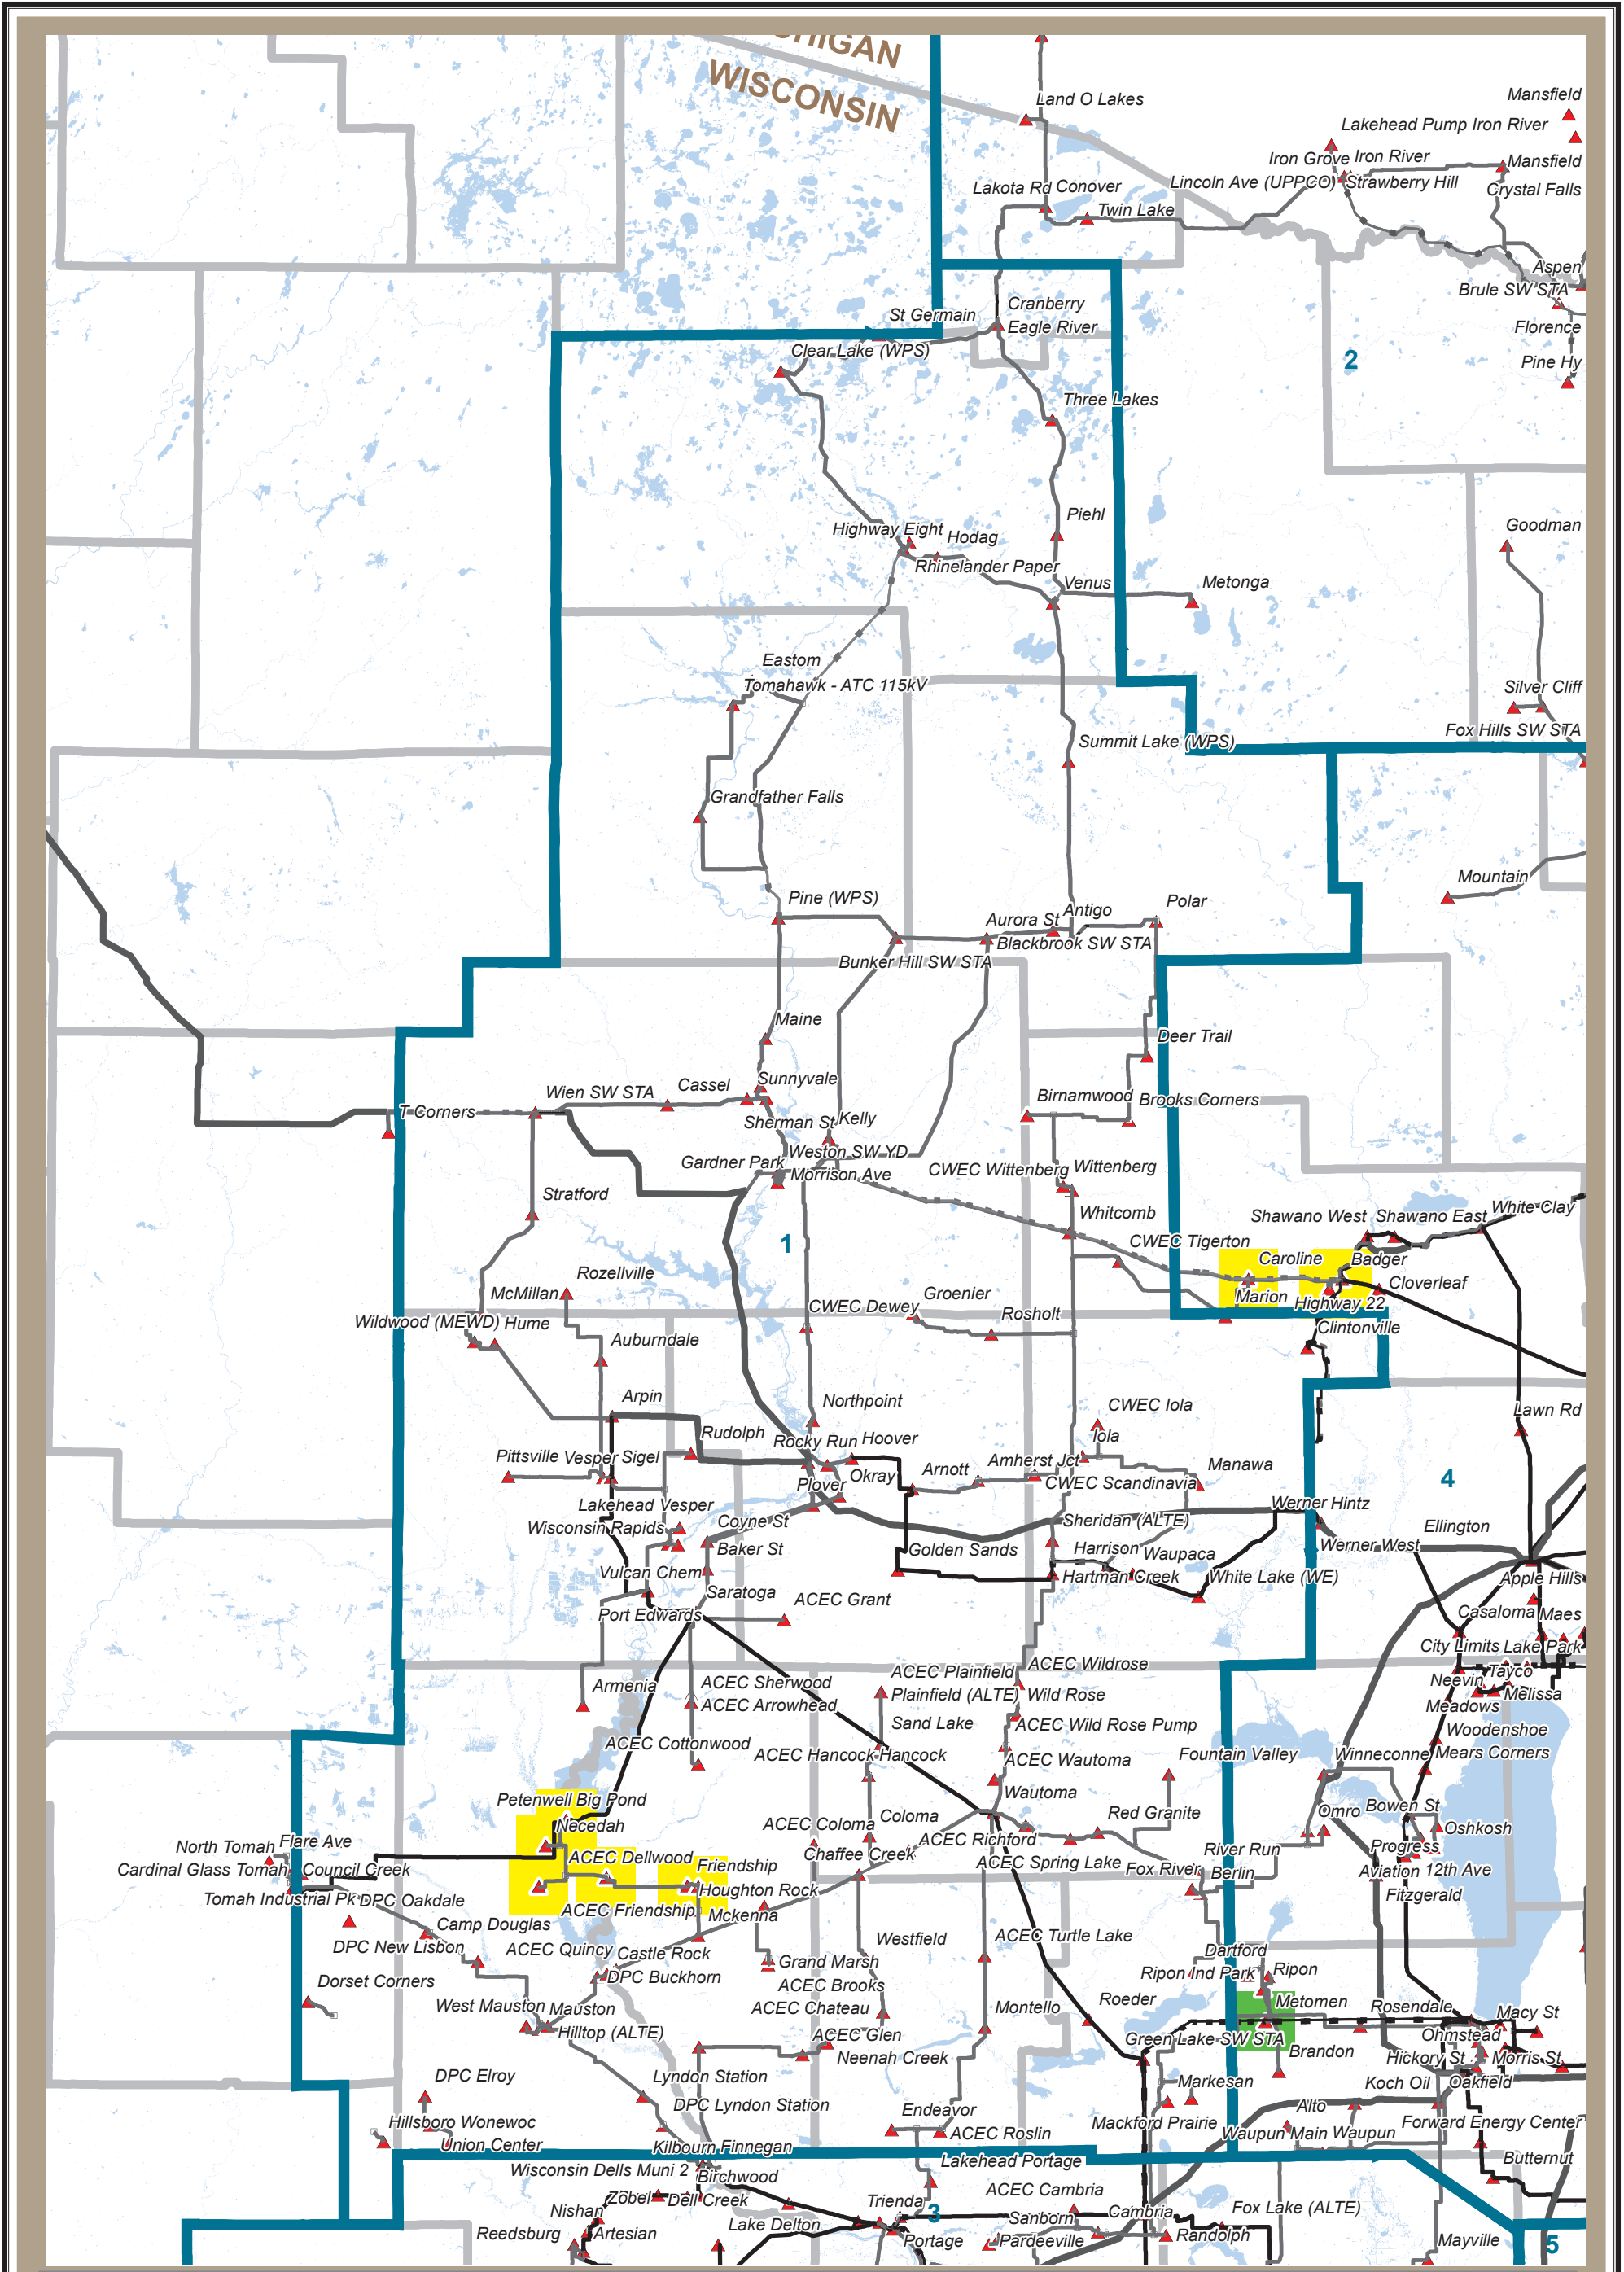 CHIGAN
WISCONSIN
Land O Lakes
Mansfield
Lakehead Pump Iron River
Iron Grove Iron River
Mansfield
Lincoln Ave (UPPCO) Strawberry Hill
Crystal Falls
Lakota Rd Conover
Twin Lake
Aspen
Brule SW STA
Florence
Pine Hy
2
Cranberry
St Germain
Eagle River
Clear Lake (WPS)
Three Lakes
Piehl
Highway Eight
Hodag
Rhinelander Paper
Venus
Metonga
Goodman
Eastom
Tomahawk - ATC 115kV
Silver Cliff
Fox Hills SW STA
Summit Lake (WPS)
Grandfather Falls
Mountain
Pine (WPS)
Polar
Antigo
Aurora St
Blackbrook SW STA
Bunker Hill SW STA
Maine
Deer Trail
Sunnyvale
Cassel
Wien SW STA
T Corners
Birnamwood
Brooks Corners
Sherman St
Kelly
Weston SW YD
Gardner Park
Morrison Ave
CWEC Wittenberg
Wittenberg
Stratford
Whitcomb
Shawano West
Shawano East
White Clay
1
CWEC Tigerton
Caroline
Badger
Cloverleaf
Rozellville
McMillan
Marion
Highway 22
Groenier
CWEC Dewey
Rosholt
Wildwood (MEWD) Hume
Auburndale
Clintonville
Arpin
Northpoint
CWEC Iola
Iola
Lawn Rd
Rudolph
Rocky Run
Hoover
Pittsville
Vesper
Sigel
Okray
Arnott
Amherst Jct
Manawa
Plover
CWEC Scandinavia
4
Lakehead Vesper
Werner Hintz
Wisconsin Rapids
Coyne St
Sheridan (ALTE)
Ellington
Baker St
Golden Sands
Harrison
Waupaca
Werner West
Vulcan Chem
Hartman Creek
White Lake (WE)
Apple Hills
Saratoga
ACEC Grant
Port Edwards
Casaloma
Maes
City Limits
Lake Park
ACEC Wildrose
ACEC Plainfield
Neevin
Tayco
Armenia
ACEC Sherwood
ACEC Arrowhead
Plainfield (ALTE)
Wild Rose
Melissa
Meadows
Sand Lake
ACEC Wild Rose Pump
Woodenshoe
ACEC Cottonwood
ACEC Hancock
Hancock
ACEC Wautoma
Fountain Valley
Winneconne
Mears Corners
Petenwell
Big Pond
Wautoma
Necedah
ACEC Coloma
Coloma
Red Granite
Omro
Bowen St
Oshkosh
North Tomah
Flare Ave
Chaffee Creek
ACEC Richford
River Run
Progress
Cardinal Glass Tomah
Council Creek
ACEC Dellwood
Friendship
ACEC Spring Lake
Fox River
Berlin
Aviation
12th Ave
Tomah Industrial Pk
DPC Oakdale
Houghton Rock
Fitzgerald
ACEC Friendship
Mckenna
Camp Douglas
DPC New Lisbon
ACEC Quincy
Castle Rock
Westfield
ACEC Turtle Lake
Dartford
Dorset Corners
DPC Buckhorn
Grand Marsh
Ripon Ind Park
Ripon
ACEC Brooks
West Mauston
Mauston
ACEC Chateau
Montello
Roeder
Metomen
Rosendale
Macy St
Hilltop (ALTE)
ACEC Glen
Green Lake SW STA
Ohmstead
Neenah Creek
Brandon
Hickory St
Morris St
DPC Elroy
Lyndon Station
Markesan
Koch Oil
Oakfield
DPC Lyndon Station
Endeavor
Alto
Hillsboro
Wonewoc
ACEC Roslin
Mackford Prairie
Waupun Main
Waupun
Forward Energy Center
Union Center
Kilbourn
Finnegan
Lakehead Portage
Butternut
Wisconsin Dells Muni 2
Birchwood
Zobel
Dell Creek
Trienda
3
ACEC Cambria
Nishan
Sanborn
Cambria
Fox Lake (ALTE)
Reedsburg
Artesian
Lake Delton
Portage
Pardeeville
Randolph
Mayville
5